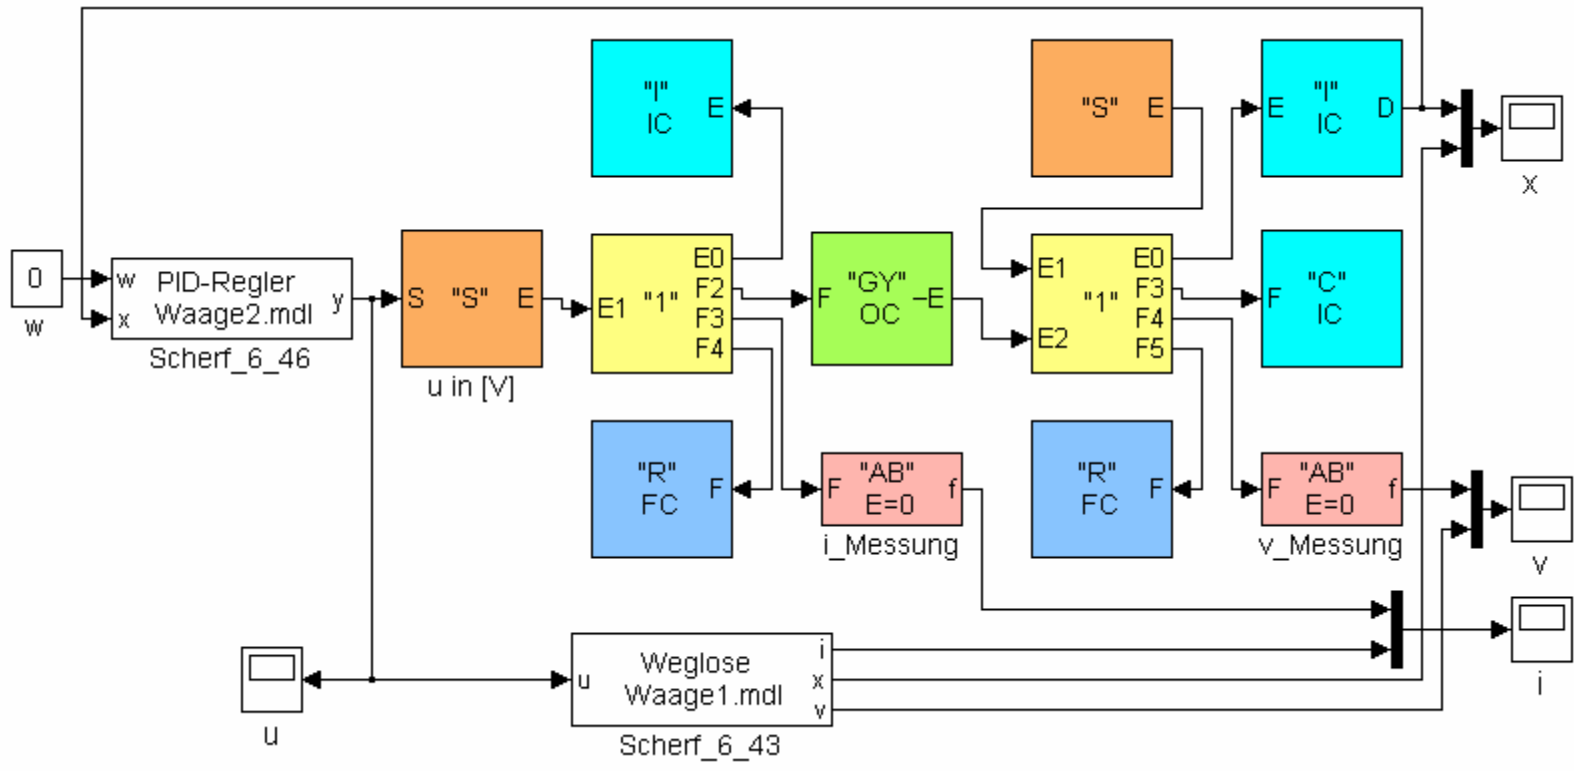 "I"
IC
E
"S" E
E
"I"
IC
D
x
0
w
w
x
PID-Regler
Waage2.mdl
y
Scherf_6_46
S "S" E
u in [V]
E1 "1"
E0
F2
F3
F4
F
"GY"
OC
–E
E1
E2
"1"
E0
F3
F4
F5
F
"C"
IC
"R"
FC
F
F
"AB"
E=0
f
i_Messung
"R"
FC
F
F
"AB"
E=0
f
v_Messung
v
u
u
Weglose
Waage1.mdl
i
x
v
Scherf_6_43
i